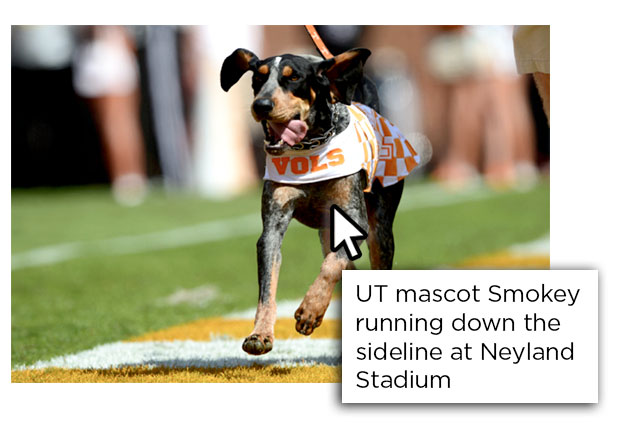 VOLS
UT mascot Smokey
running down the
sideline at Neyland
Stadium